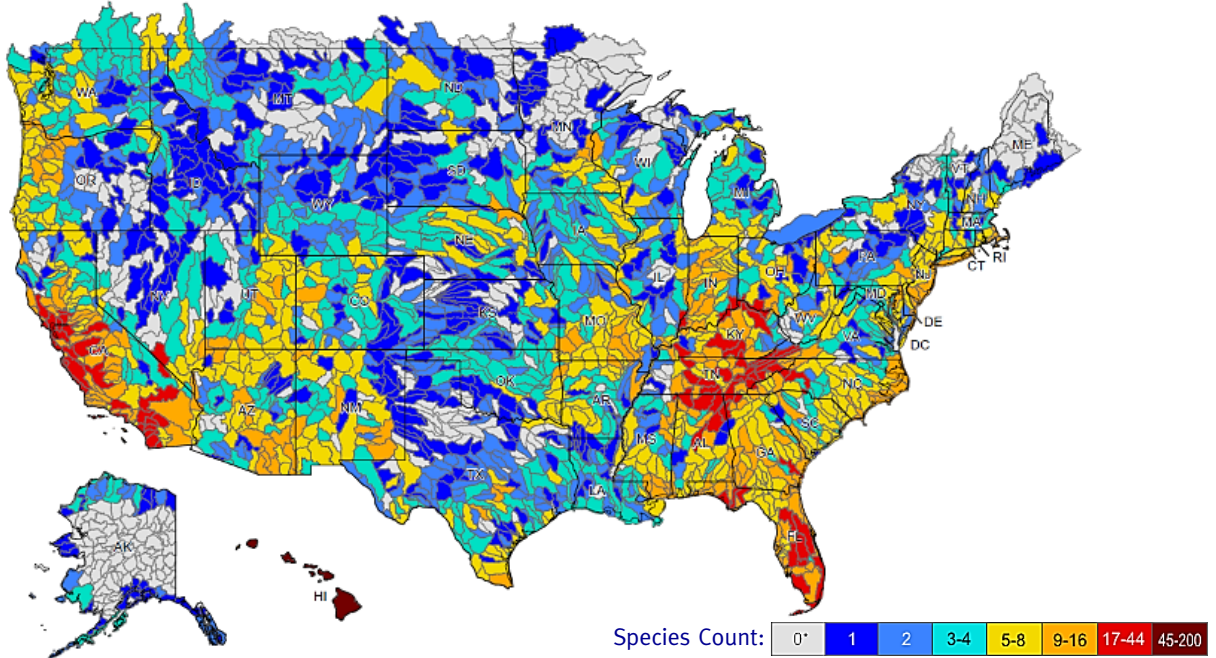 WA
MT
ND
MN
ME
OR
ID
SD
WI
VT
WY
MI
NY
NH
MA
NE
IA
PA
CT
RI
NV
UT
CO
KS
IL
IN
OH
NJ
MD
DE
CA
MO
KY
WV
VA
DC
AZ
NM
OK
AR
TN
NC
SC
MS
AL
GA
TX
LA
FL
AK
HI
Species Count: 0* 1 2 3-4 5-8 9-16 17-44 45-200